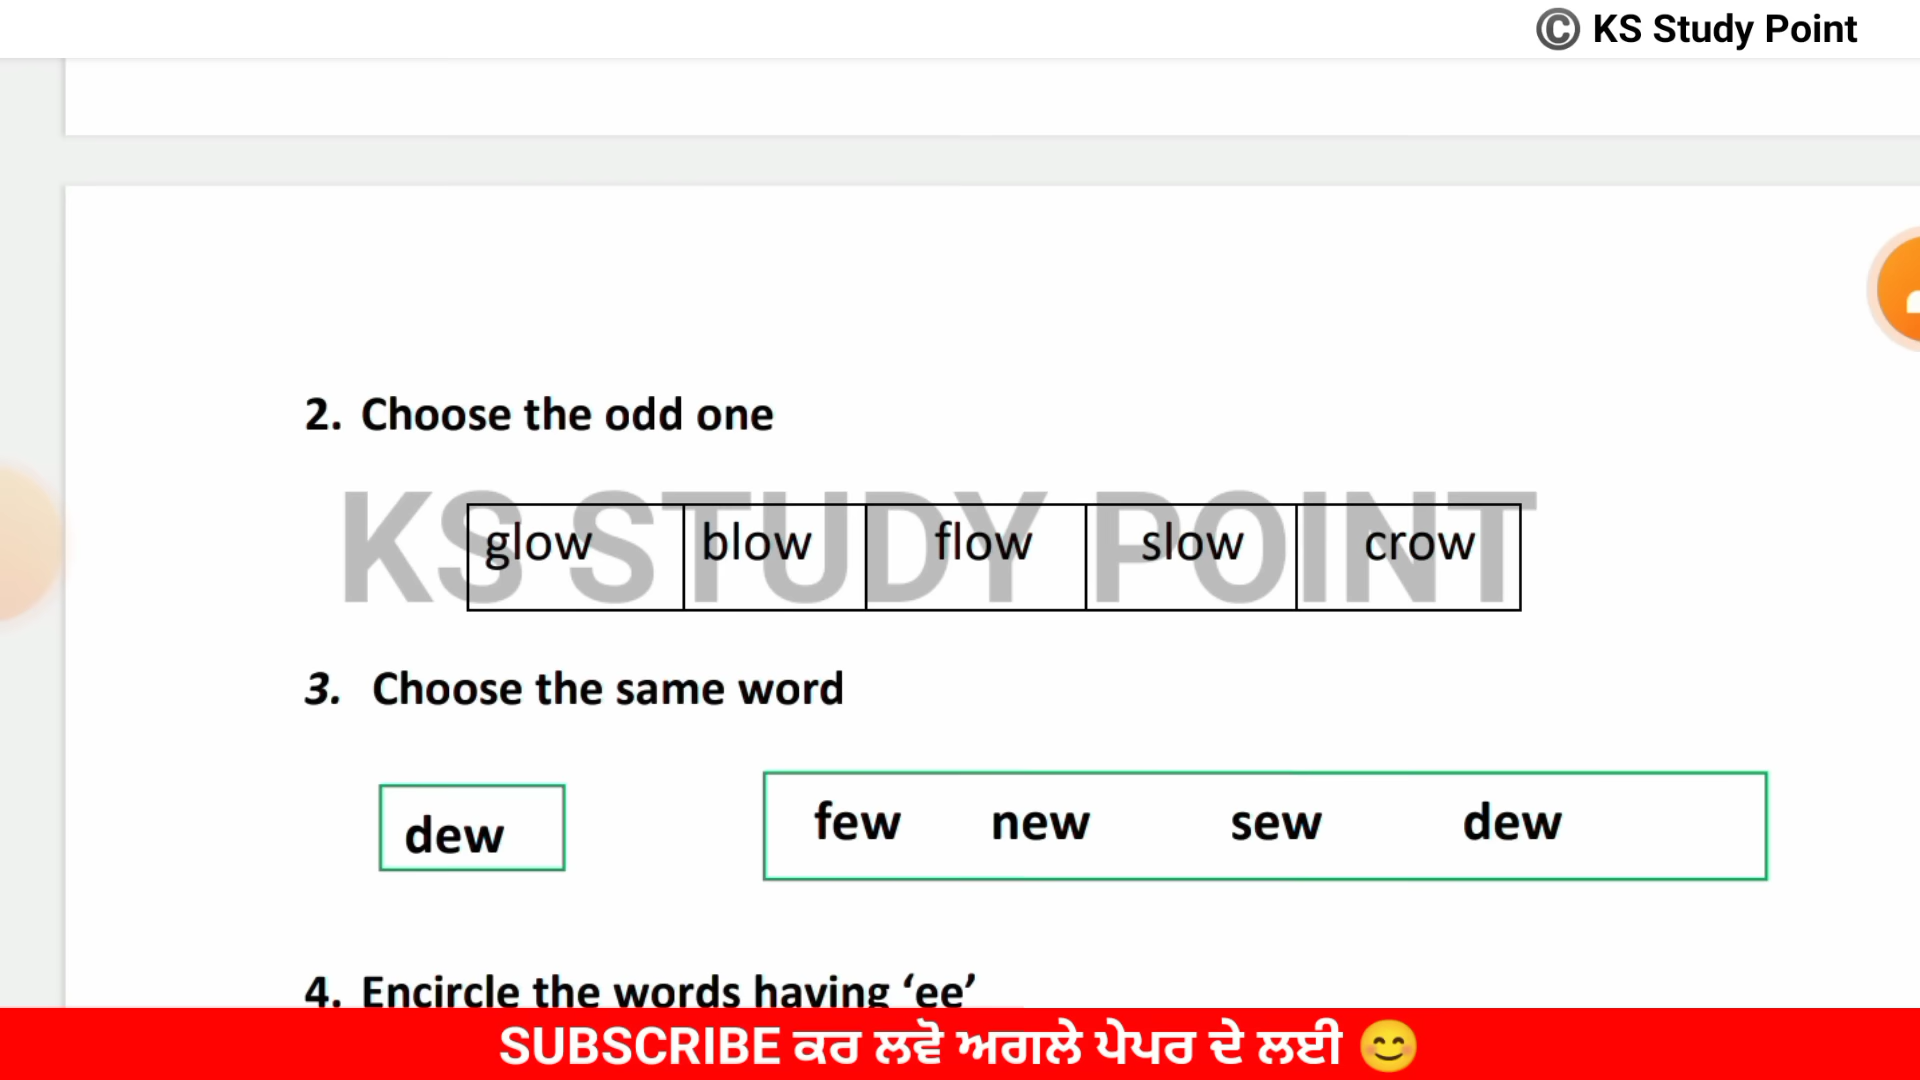 © KS Study Point
2. Choose the odd one
KS STUDY POINT
glow blow flow slow crow
3. Choose the same word
dew few new sew dew
4. Encircle the words having ‘ee’
SUBSCRIBE ਕਰ ਲਵੋ ਅਗਲੇ ਪੇਪਰ ਦੇ ਲਈ 😊